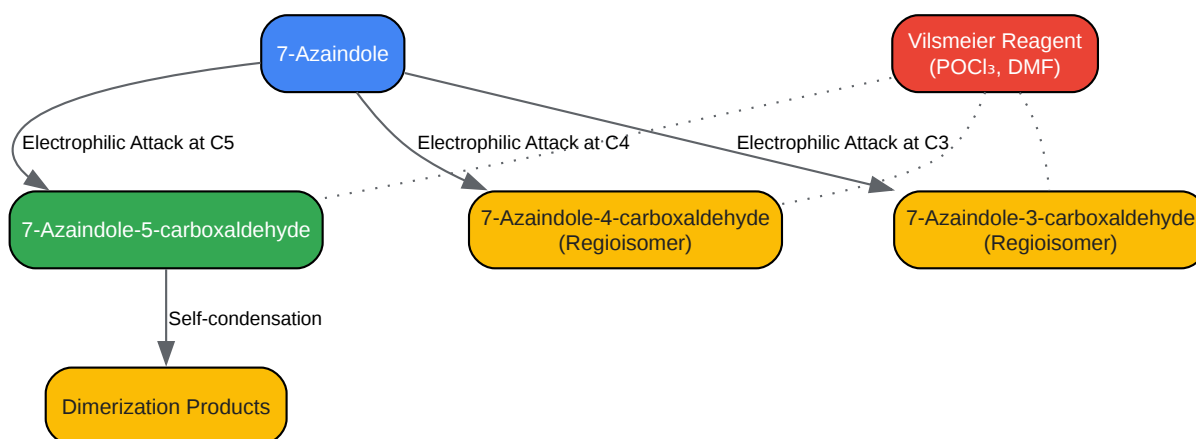 7-Azaindole
Vilsmeier Reagent
(POCl₃, DMF)
Electrophilic Attack at C5
Electrophilic Attack at C4
Electrophilic Attack at C3
7-Azaindole-5-carboxaldehyde
7-Azaindole-4-carboxaldehyde
(Regioisomer)
7-Azaindole-3-carboxaldehyde
(Regioisomer)
Self-condensation
Dimerization Products